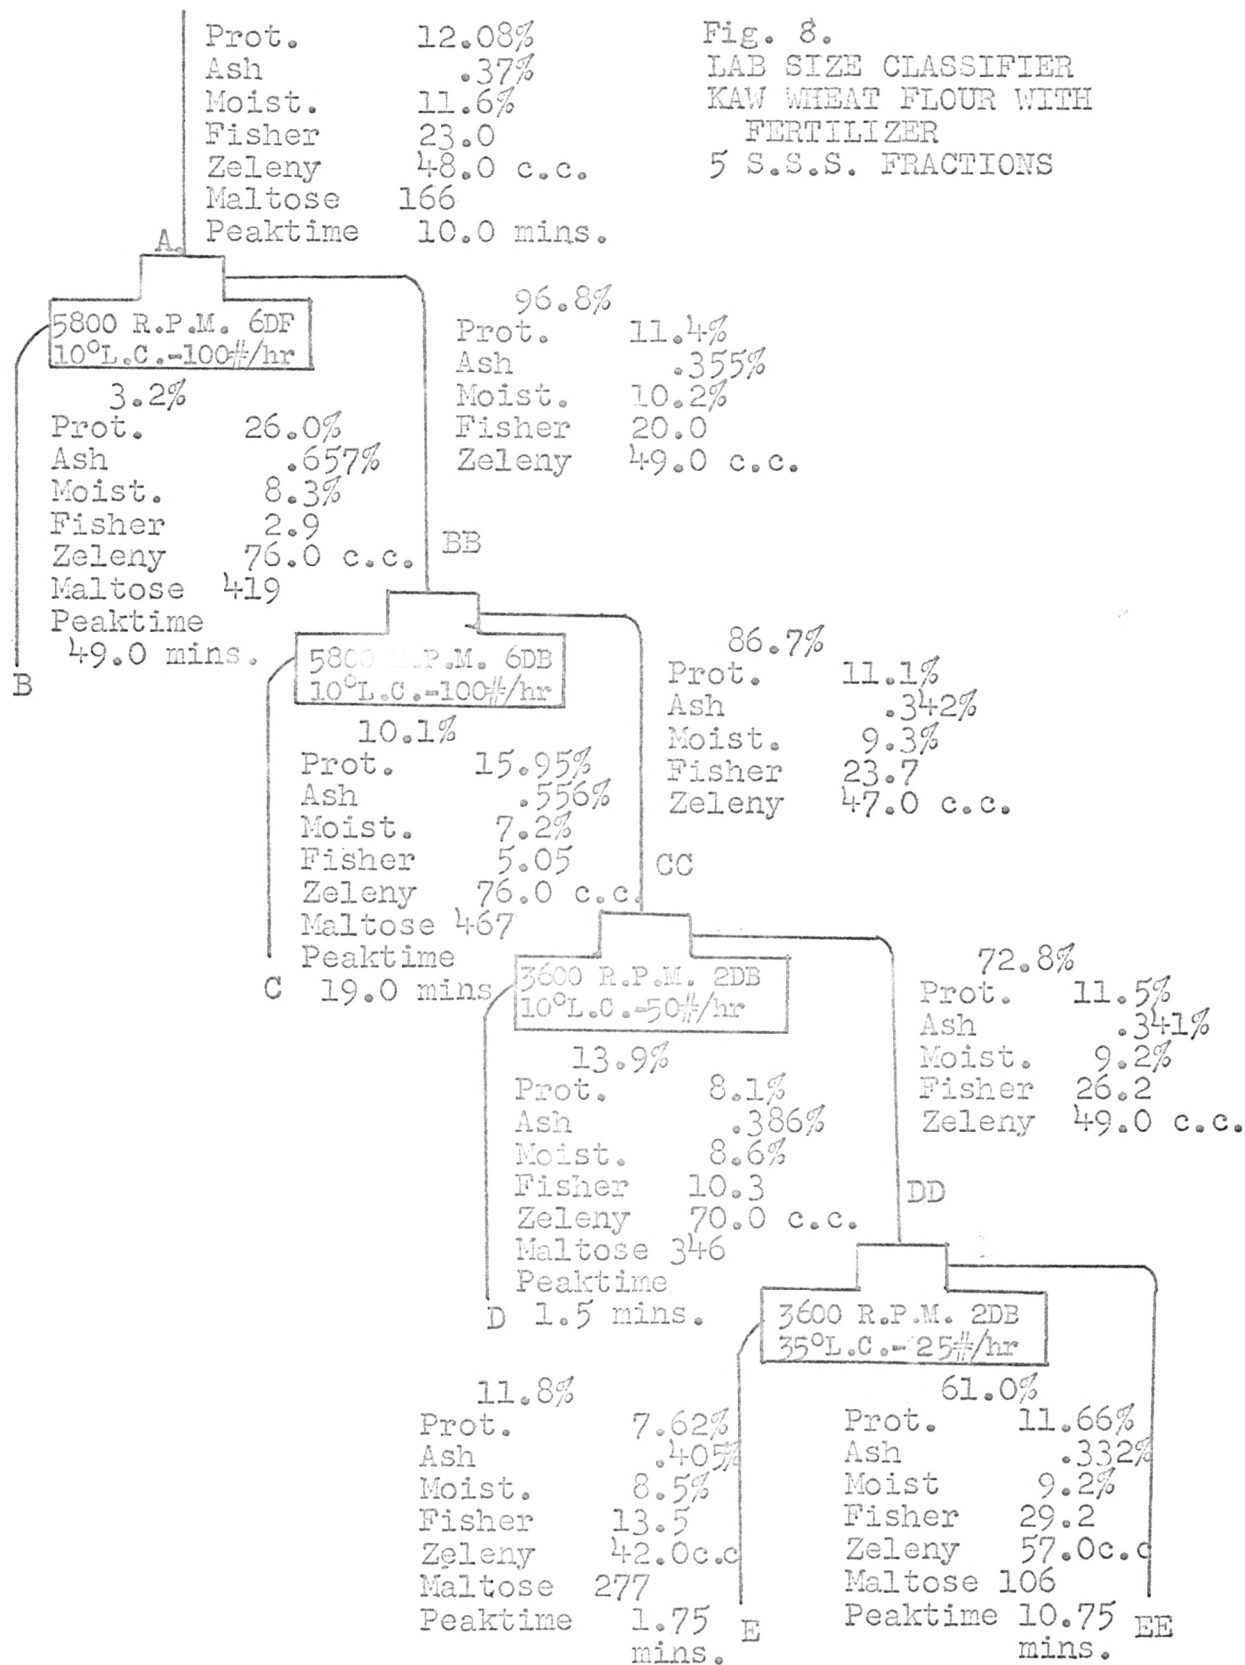 Prot. 12.08%
Ash .37%
Moist. 11.6%
Fisher 23.0
Zeleny 48.0 c.c.
Maltose 166
Peaktime 10.0 mins.
Fig. 8.
LAB SIZE CLASSIFIER
KAW WHEAT FLOUR WITH
FERTILIZER
5 S.S.S. FRACTIONS
A.
5800 R.P.M. 6DF
10°L.C.-100#/hr
3.2%
Prot. 26.0%
Ash .657%
Moist. 8.3%
Fisher 2.9
Zeleny 76.0 c.c.
Maltose 419
Peaktime
49.0 mins.
B
96.8%
Prot. 11.4%
Ash .355%
Moist. 10.2%
Fisher 20.0
Zeleny 49.0 c.c.
BB
5800 R.P.M. 6DB
10°L.C.-100#/hr
10.1%
Prot. 15.95%
Ash .556%
Moist. 7.2%
Fisher 5.05
Zeleny 76.0 c.c.
Maltose 467
Peaktime
19.0 mins
C
86.7%
Prot. 11.1%
Ash .342%
Moist. 9.3%
Fisher 23.7
Zeleny 47.0 c.c.
CC
3600 R.P.M. 2DB
10°L.C.-50#/hr
13.9%
Prot. 8.1%
Ash .386%
Moist. 8.6%
Fisher 10.3
Zeleny 70.0 c.c.
Maltose 346
Peaktime
D 1.5 mins.
72.8%
Prot. 11.5%
Ash .341%
Moist. 9.2%
Fisher 26.2
Zeleny 49.0 c.c.
DD
3600 R.P.M. 2DB
35°L.C.- 25#/hr
11.8%
Prot. 7.62%
Ash .405%
Moist. 8.5%
Fisher 13.5
Zeleny 42.0c.c
Maltose 277
Peaktime 1.75
mins.
E
61.0%
Prot. 11.66%
Ash .332%
Moist 9.2%
Fisher 29.2
Zeleny 57.0c.c
Maltose 106
Peaktime 10.75
mins.
EE